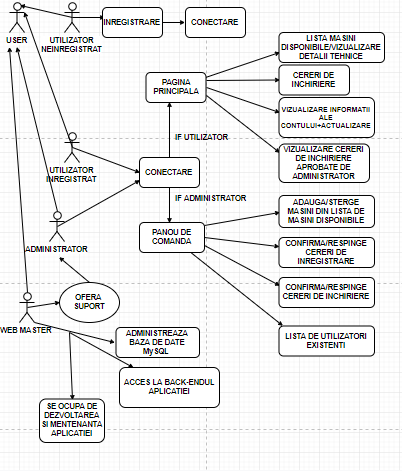 USER
UTILIZATOR
NEINREGISTRAT
INREGISTRARE
CONECTARE
LISTA MASINI
DISPONIBILE/VIZUALIZARE
DETALII TEHNICE
PAGINA
PRINCIPALA
CERERI DE
INCHIRIERE
VIZUALIZARE INFORMATII
ALE
CONTULUI+ACTUALIZARE
IF UTILIZATOR
VIZUALIZARE CERERI
DE INCHIRIERE
APROBATE DE
ADMINISTRATOR
UTILIZATOR
INREGISTRAT
CONECTARE
IF ADMINISTRATOR
ADAUGA/STERGE
MASINI DIN LISTA DE
MASINI DISPONIBILE
ADMINISTRATOR
PANOU DE
COMANDA
CONFIRMA/RESPINGE
CERERI DE
INREGISTRARE
CONFIRMA/RESPINGE
CERERI DE INCHIRIERE
OFERA
SUPORT
WEB MASTER
ADMINISTREAZA
BAZA DE DATE
MySQL
LISTA DE UTILIZATORI
EXISTENTI
ACCES LA BACK-ENDUL
APLICATIEI
SE OCUPA DE
DEZVOLTAREA
SI MENTENANTA
APLICATIEI